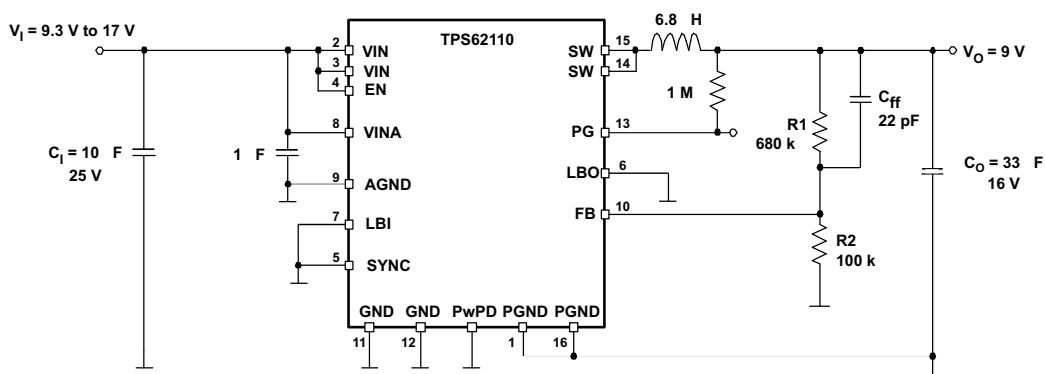 V_I = 9.3 V to 17 V
TPS62110
6.8 H
V_O = 9 V
2 VIN
3 VIN
4 EN
8 VINA
9 AGND
7 LBI
5 SYNC
SW 15
SW 14
PG 13
LBO 6
FB 10
1 M
C_ff
22 pF
R1
680 k
R2
100 k
C_O = 33 F
16 V
C_I = 10 F
25 V
1 F
GND GND PwPD PGND PGND
11 12 1 16